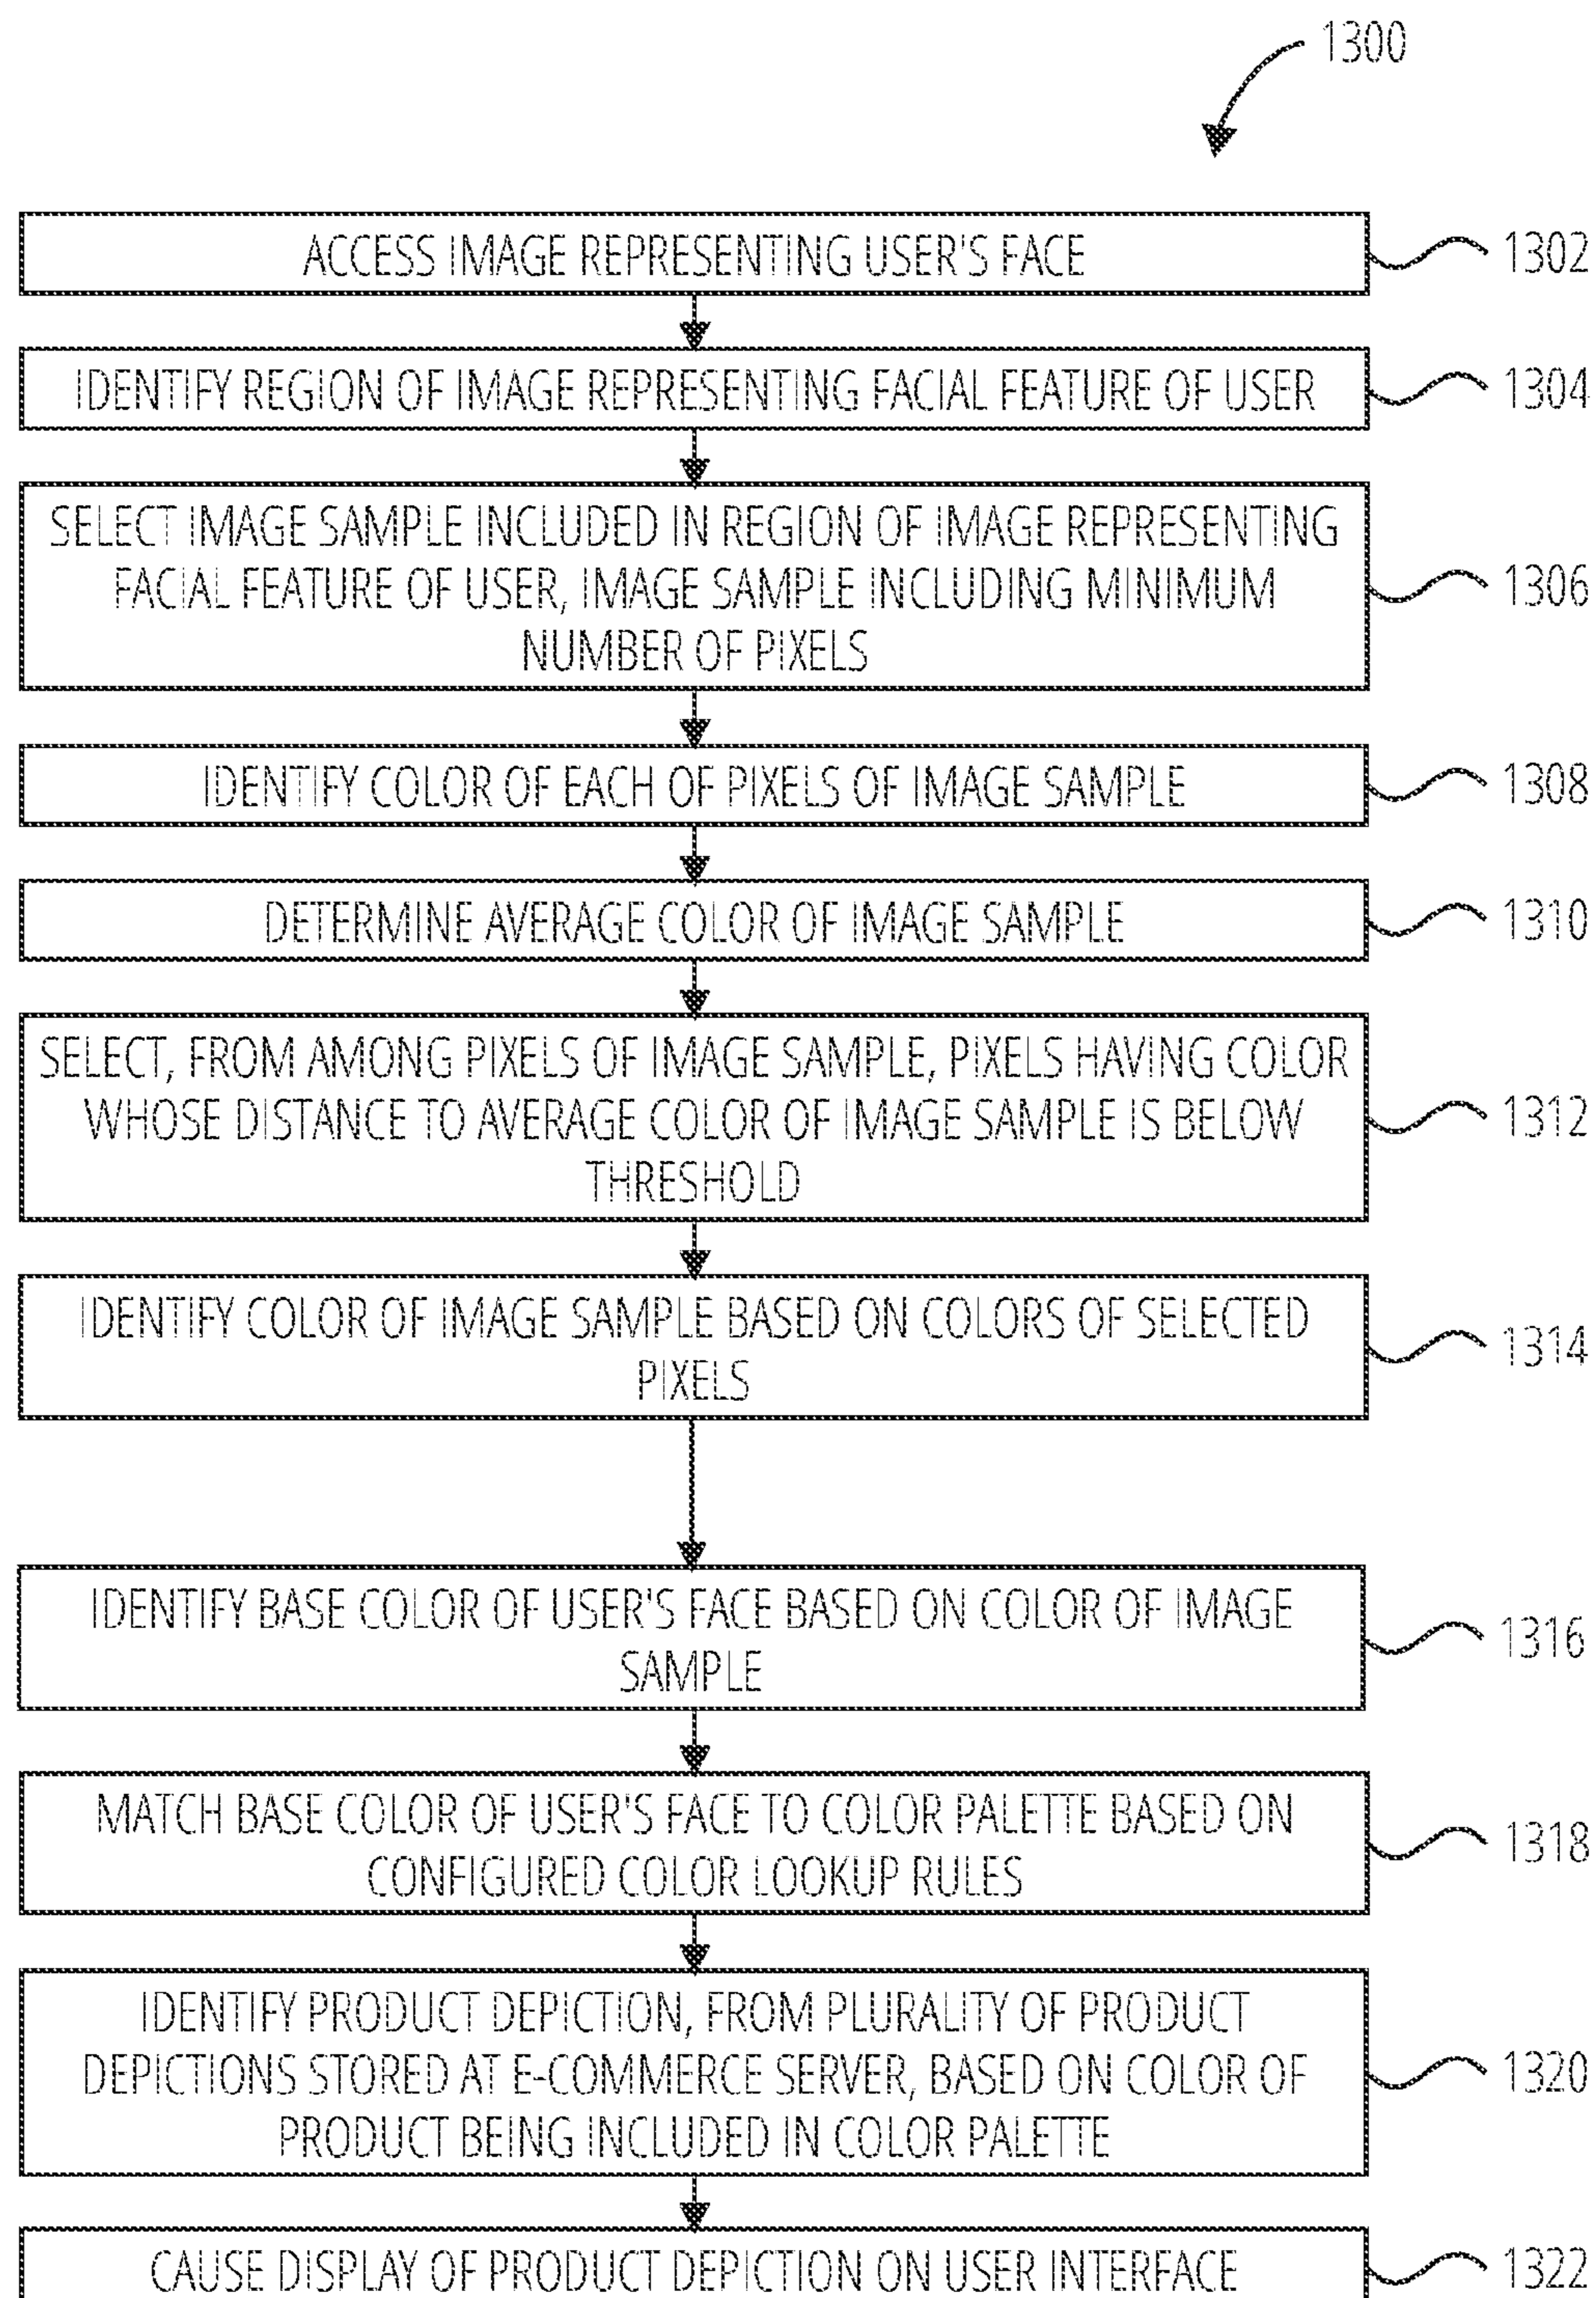 1300
ACCESS IMAGE REPRESENTING USER'S FACE
1302
IDENTIFY REGION OF IMAGE REPRESENTING FACIAL FEATURE OF USER
1304
SELECT IMAGE SAMPLE INCLUDED IN REGION OF IMAGE REPRESENTING
FACIAL FEATURE OF USER, IMAGE SAMPLE INCLUDING MINIMUM
NUMBER OF PIXELS
1306
IDENTIFY COLOR OF EACH OF PIXELS OF IMAGE SAMPLE
1308
DETERMINE AVERAGE COLOR OF IMAGE SAMPLE
1310
SELECT, FROM AMONG PIXELS OF IMAGE SAMPLE, PIXELS HAVING COLOR
WHOSE DISTANCE TO AVERAGE COLOR OF IMAGE SAMPLE IS BELOW
THRESHOLD
1312
IDENTIFY COLOR OF IMAGE SAMPLE BASED ON COLORS OF SELECTED
PIXELS
1314
IDENTIFY BASE COLOR OF USER'S FACE BASED ON COLOR OF IMAGE
SAMPLE
1316
MATCH BASE COLOR OF USER'S FACE TO COLOR PALETTE BASED ON
CONFIGURED COLOR LOOKUP RULES
1318
IDENTIFY PRODUCT DEPICTION, FROM PLURALITY OF PRODUCT
DEPICTIONS STORED AT E-COMMERCE SERVER, BASED ON COLOR OF
PRODUCT BEING INCLUDED IN COLOR PALETTE
1320
CAUSE DISPLAY OF PRODUCT DEPICTION ON USER INTERFACE
1322